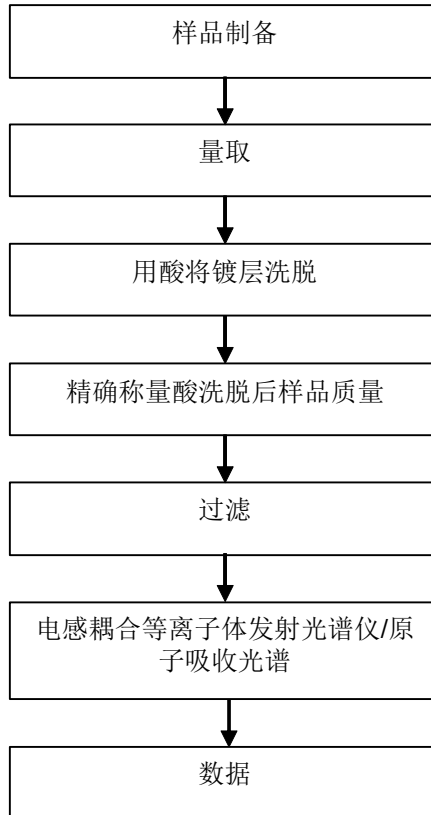 样品制备
量取
用酸将镀层洗脱
精确称量酸洗脱后样品质量
过滤
电感耦合等离子体发射光谱仪/原
子吸收光谱
数据